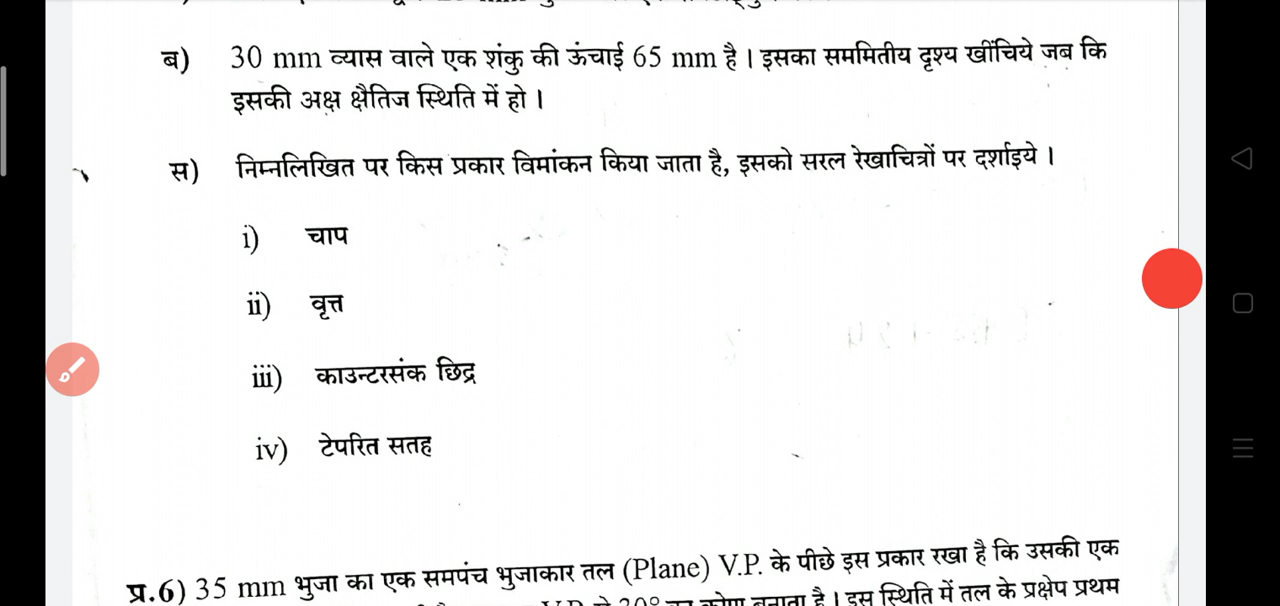 ब) 30 mm व्यास वाले एक शंकु की ऊंचाई 65 mm है। इसका सममितीय दृश्य खींचिये जब कि
इसकी अक्ष क्षैतिज स्थिति में हो।
स) निम्नलिखित पर किस प्रकार विमांकन किया जाता है, इसको सरल रेखाचित्रों पर दर्शाइये।
i) चाप
ii) वृत्त
iii) काउन्टरसंक छिद्र
iv) टेपरित सतह
प्र.6) 35 mm भुजा का एक समपंच भुजाकार तल (Plane) V.P. के पीछे इस प्रकार रखा है कि उसकी एक
बनाता है। इस स्थिति में तल के प्रक्षेप प्रथम